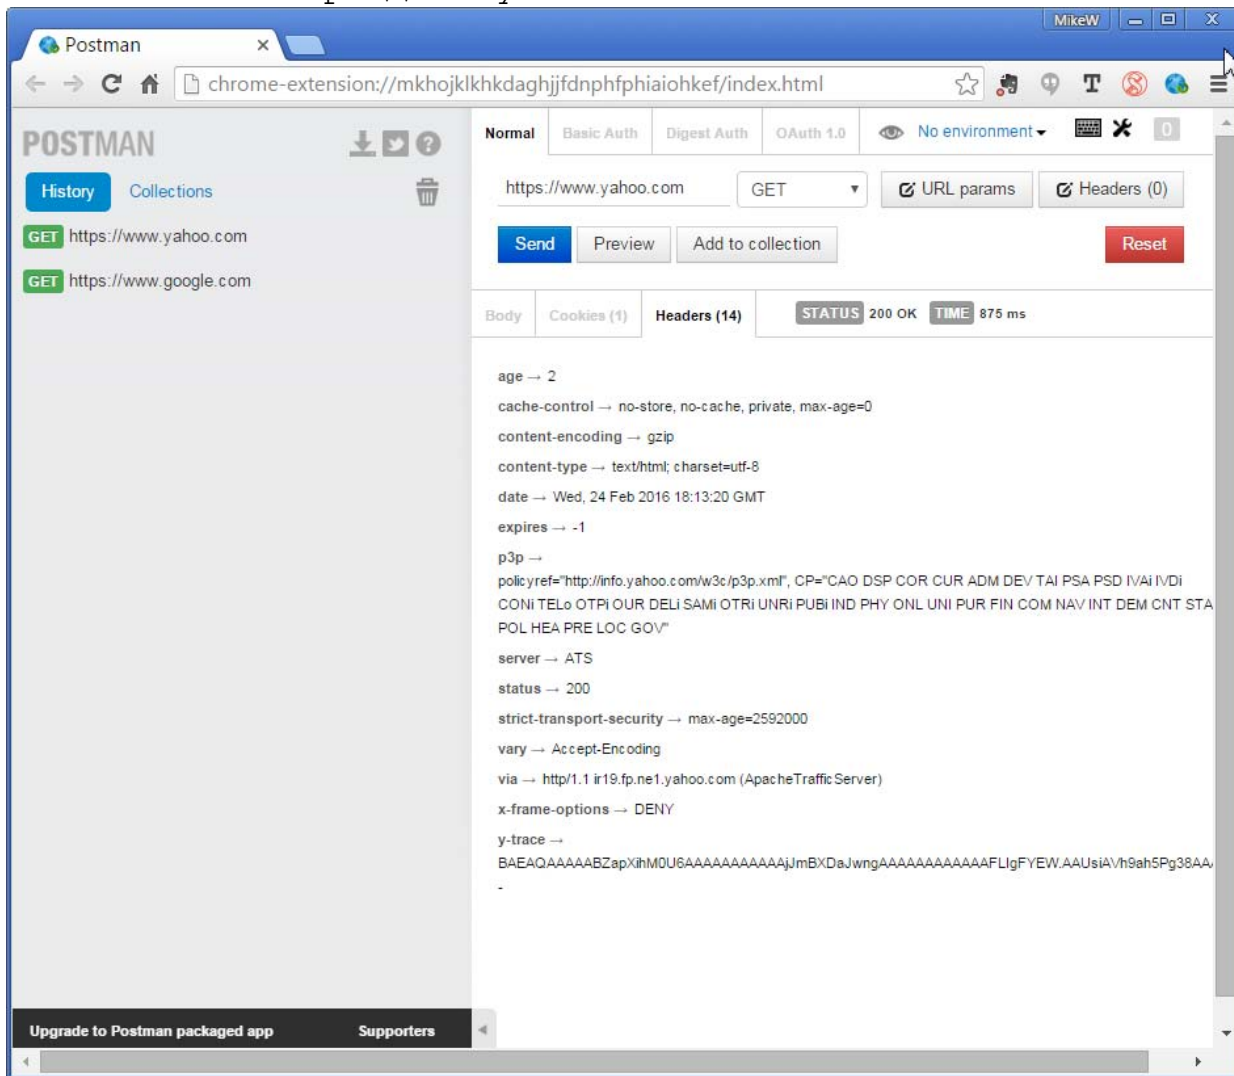 MikeW
Postman
chrome-extension://mkhojklkhkdaghjjfdnphfphiaiohkef/index.html
POSTMAN
History Collections
GET https://www.yahoo.com
GET https://www.google.com
Normal Basic Auth Digest Auth OAuth 1.0 No environment 0
https://www.yahoo.com GET URL params Headers (0)
Send Preview Add to collection Reset
Body Cookies (1) Headers (14) STATUS 200 OK TIME 875 ms
age → 2
cache-control → no-store, no-cache, private, max-age=0
content-encoding → gzip
content-type → text/html; charset=utf-8
date → Wed, 24 Feb 2016 18:13:20 GMT
expires → -1
p3p →
policyref="http://info.yahoo.com/w3c/p3p.xml", CP="CAO DSP COR CUR ADM DEV TAI PSA PSD IVAi IVDi
CONi TELo OTPi OUR DELi SAMi OTRi UNRi PUBi IND PHY ONL UNI PUR FIN COM NAV INT DEM CNT STA
POL HEA PRE LOC GOV"
server → ATS
status → 200
strict-transport-security → max-age=2592000
vary → Accept-Encoding
via → http/1.1 ir19.fp.ne1.yahoo.com (ApacheTrafficServer)
x-frame-options → DENY
y-trace →
-
Upgrade to Postman packaged app Supporters